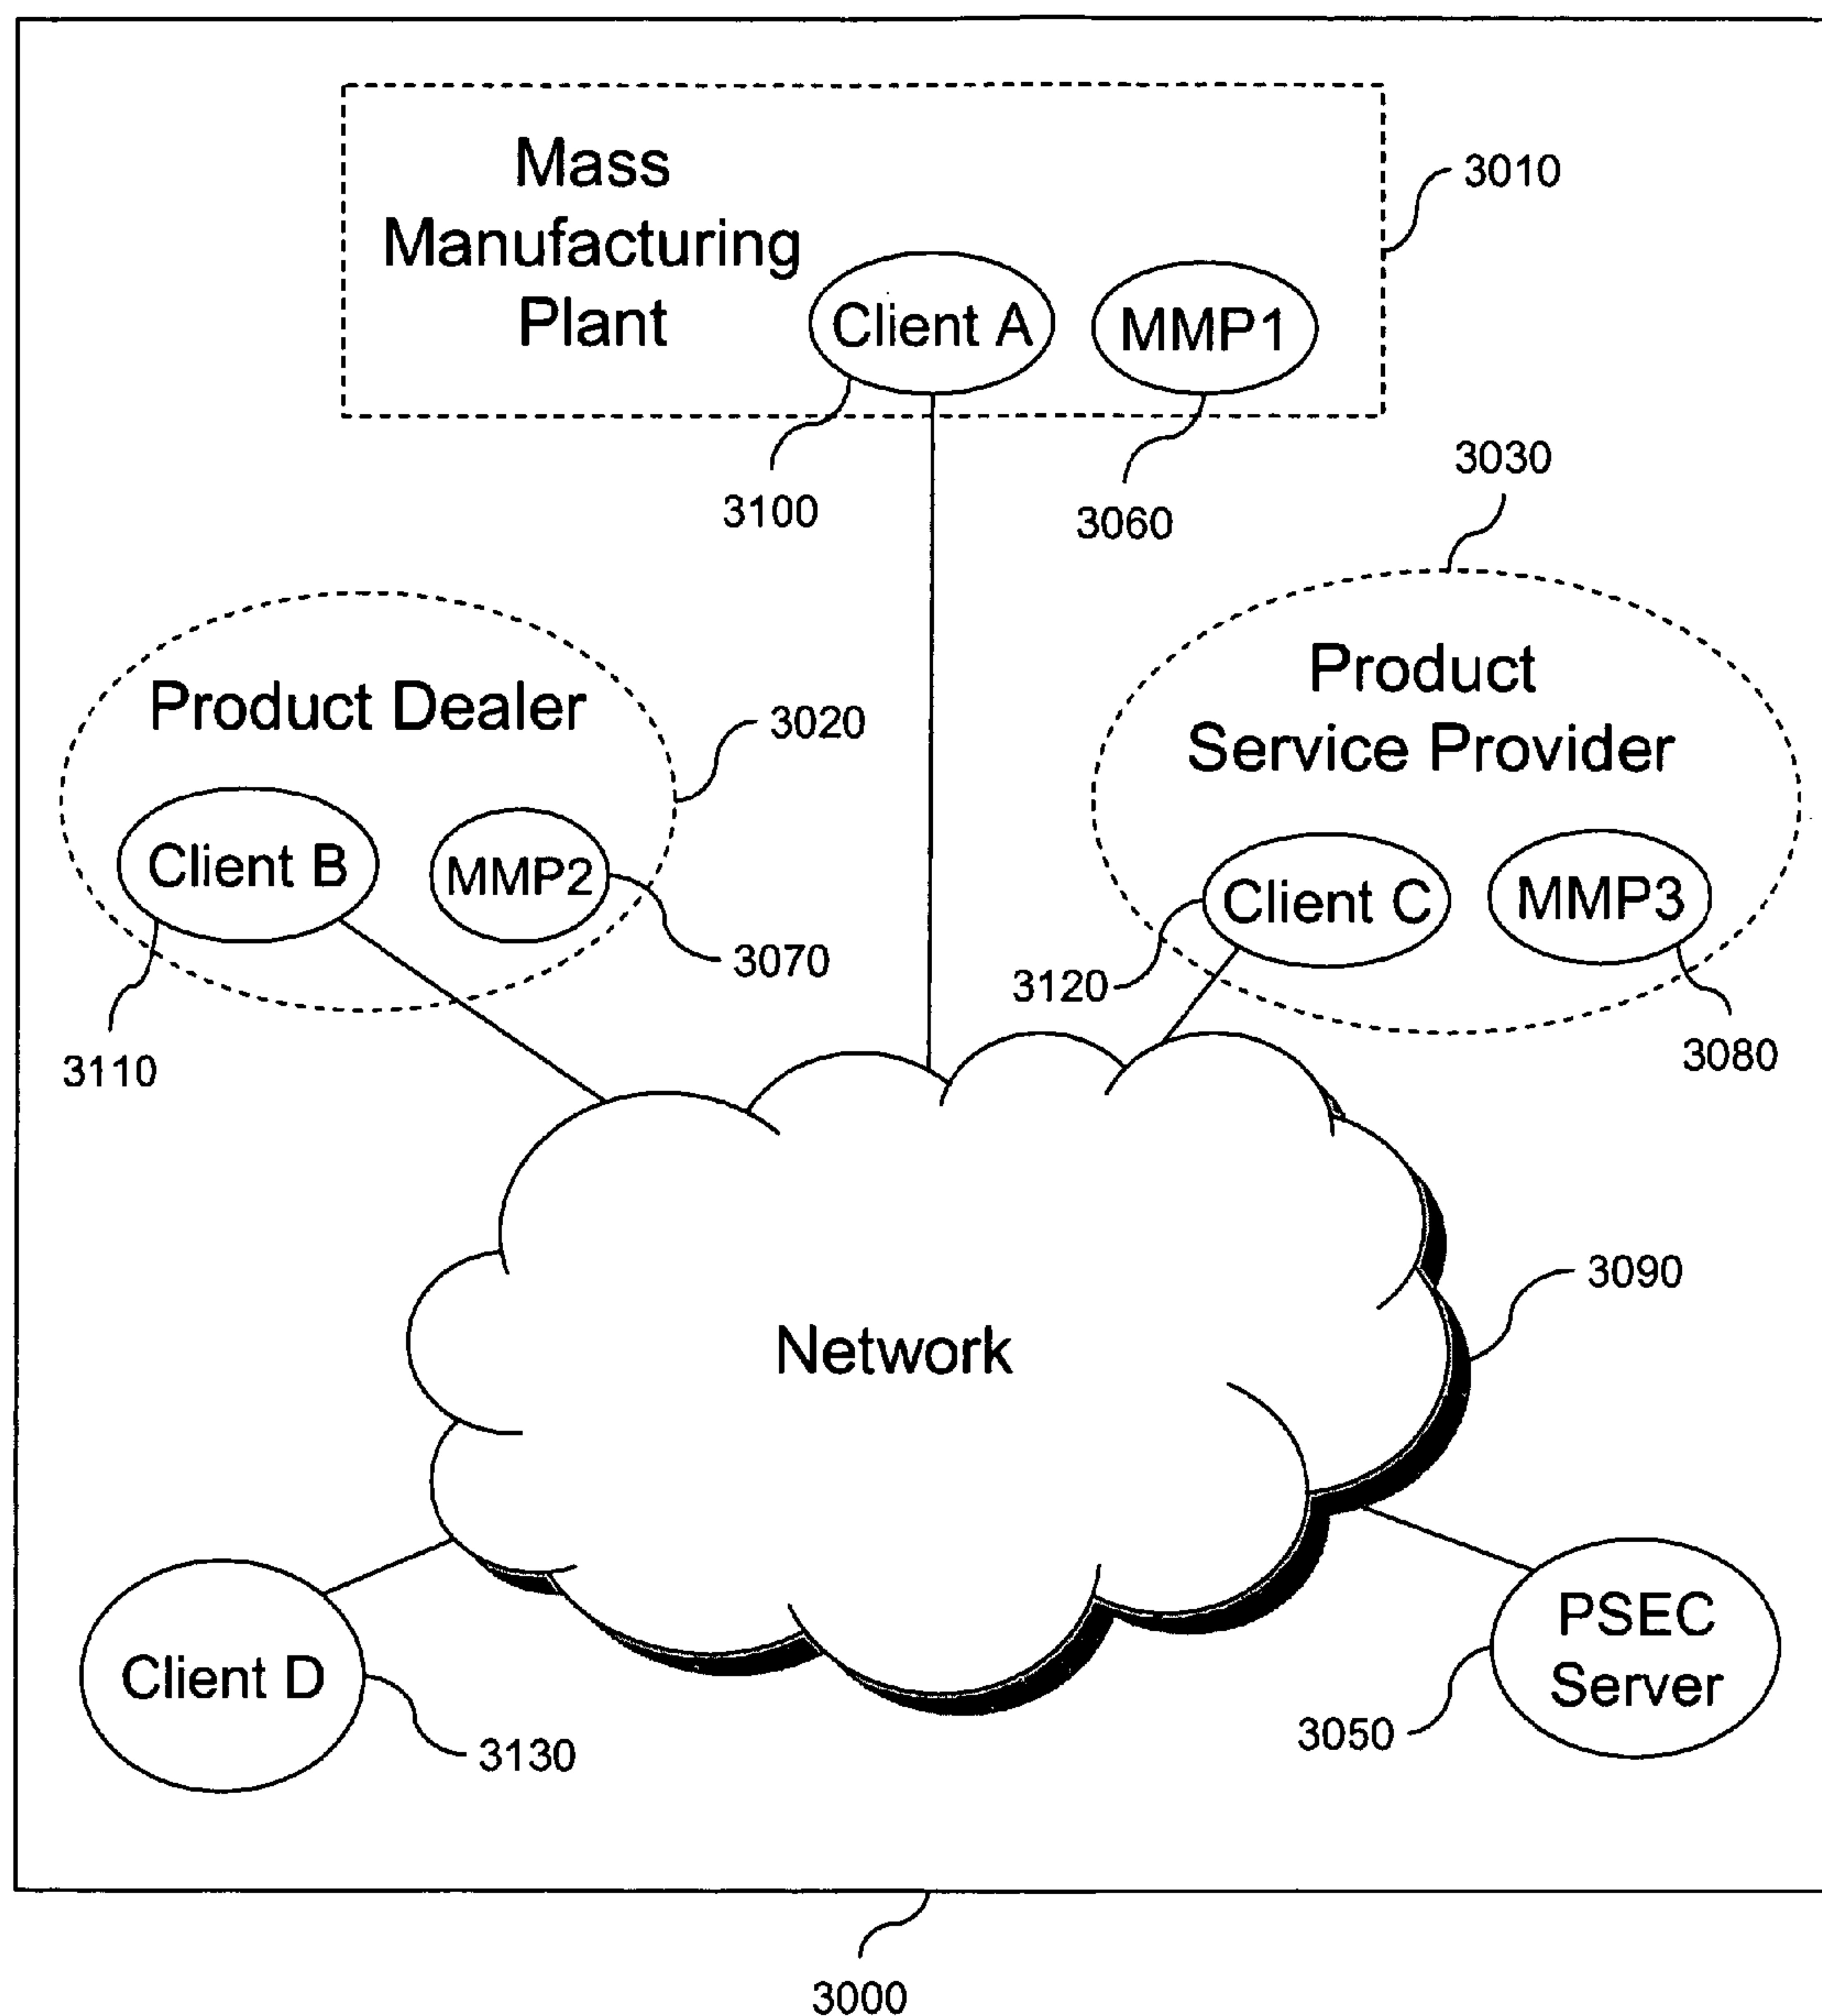 Mass
Manufacturing
Plant
Client A
MMP1
3010
3100
3060
3030
Product Dealer
3020
Product
Service Provider
Client B
MMP2
Client C
MMP3
3070
3120
3110
3080
3090
Network
PSEC
Server
Client D
3050
3130
3000